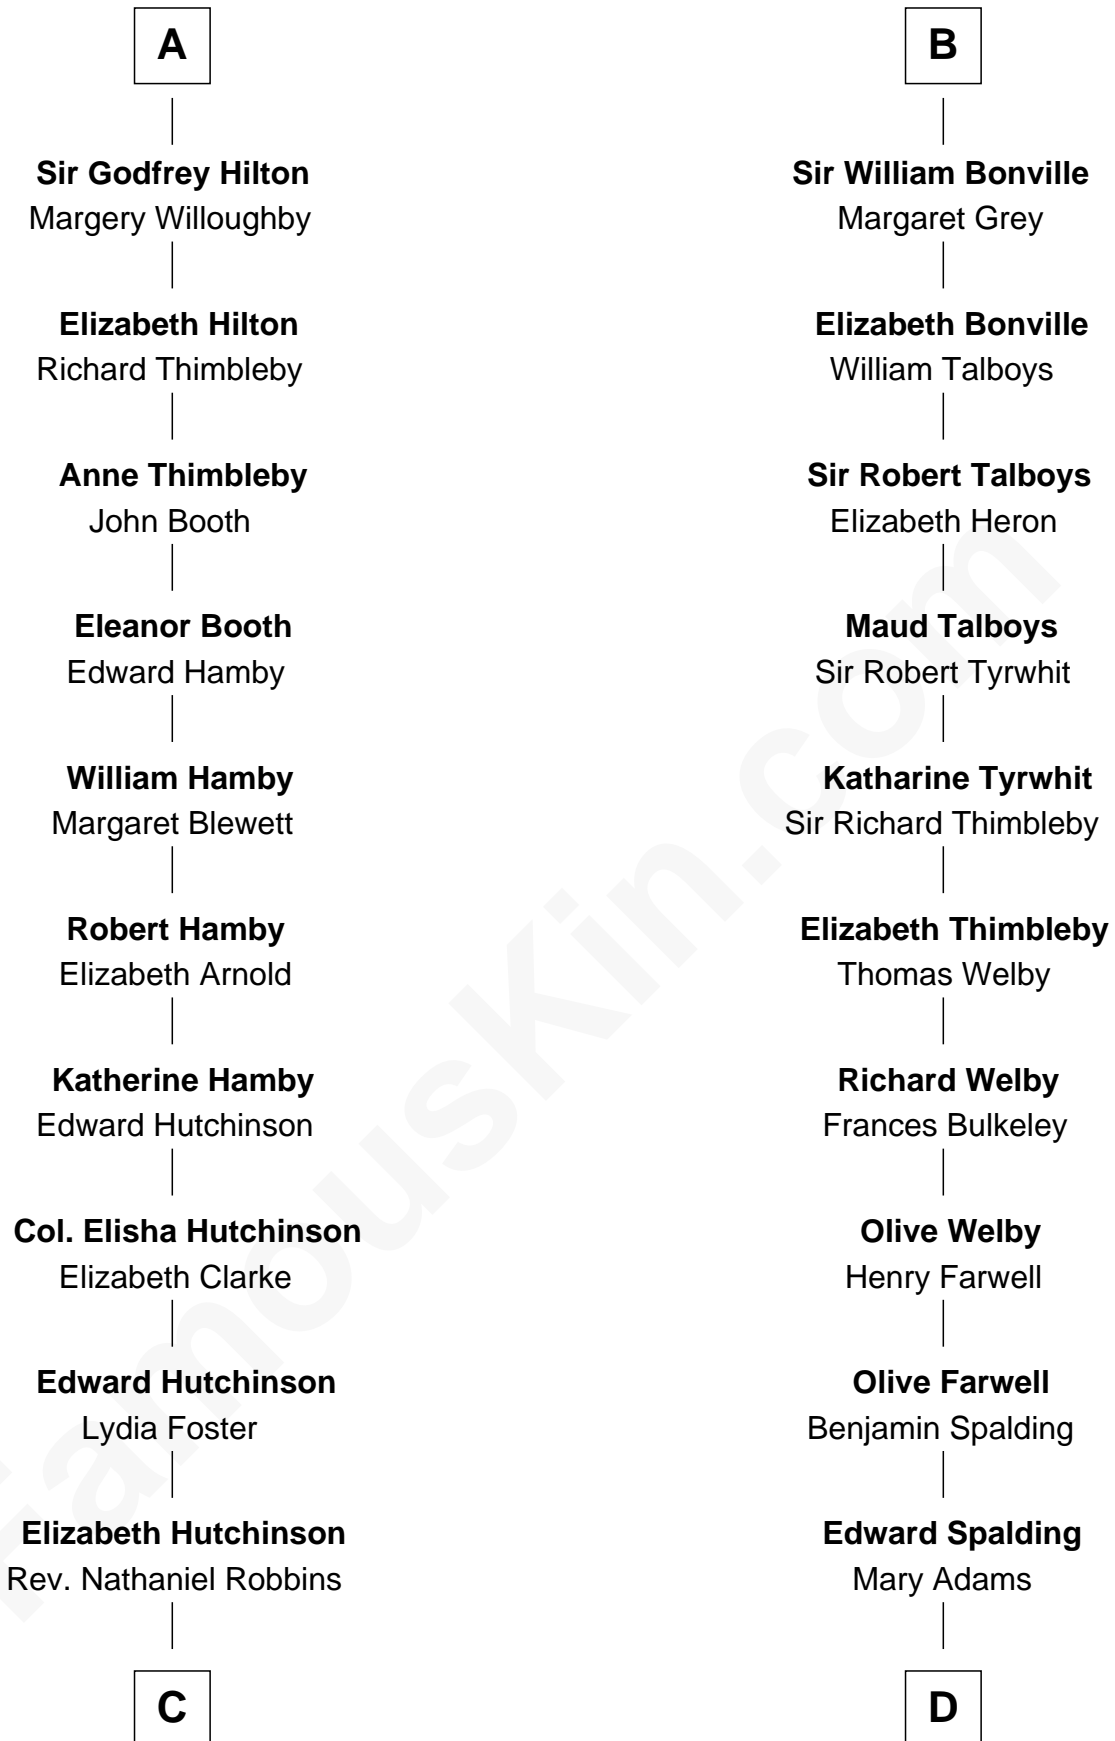 A
Sir Godfrey Hilton
Margery Willoughby
Elizabeth Hilton
Richard Thimbleby
Anne Thimbleby
John Booth
Eleanor Booth
Edward Hamby
William Hamby
Margaret Blewett
Robert Hamby
Elizabeth Arnold
Katherine Hamby
Edward Hutchinson
Col. Elisha Hutchinson
Elizabeth Clarke
Edward Hutchinson
Lydia Foster
Elizabeth Hutchinson
Rev. Nathaniel Robbins
C
B
Sir William Bonville
Margaret Grey
Elizabeth Bonville
William Talboys
Sir Robert Talboys
Elizabeth Heron
Maud Talboys
Sir Robert Tyrwhit
Katharine Tyrwhit
Sir Richard Thimbleby
Elizabeth Thimbleby
Thomas Welby
Richard Welby
Frances Bulkeley
Olive Welby
Henry Farwell
Olive Farwell
Benjamin Spalding
Edward Spalding
Mary Adams
D
FamousKin.com